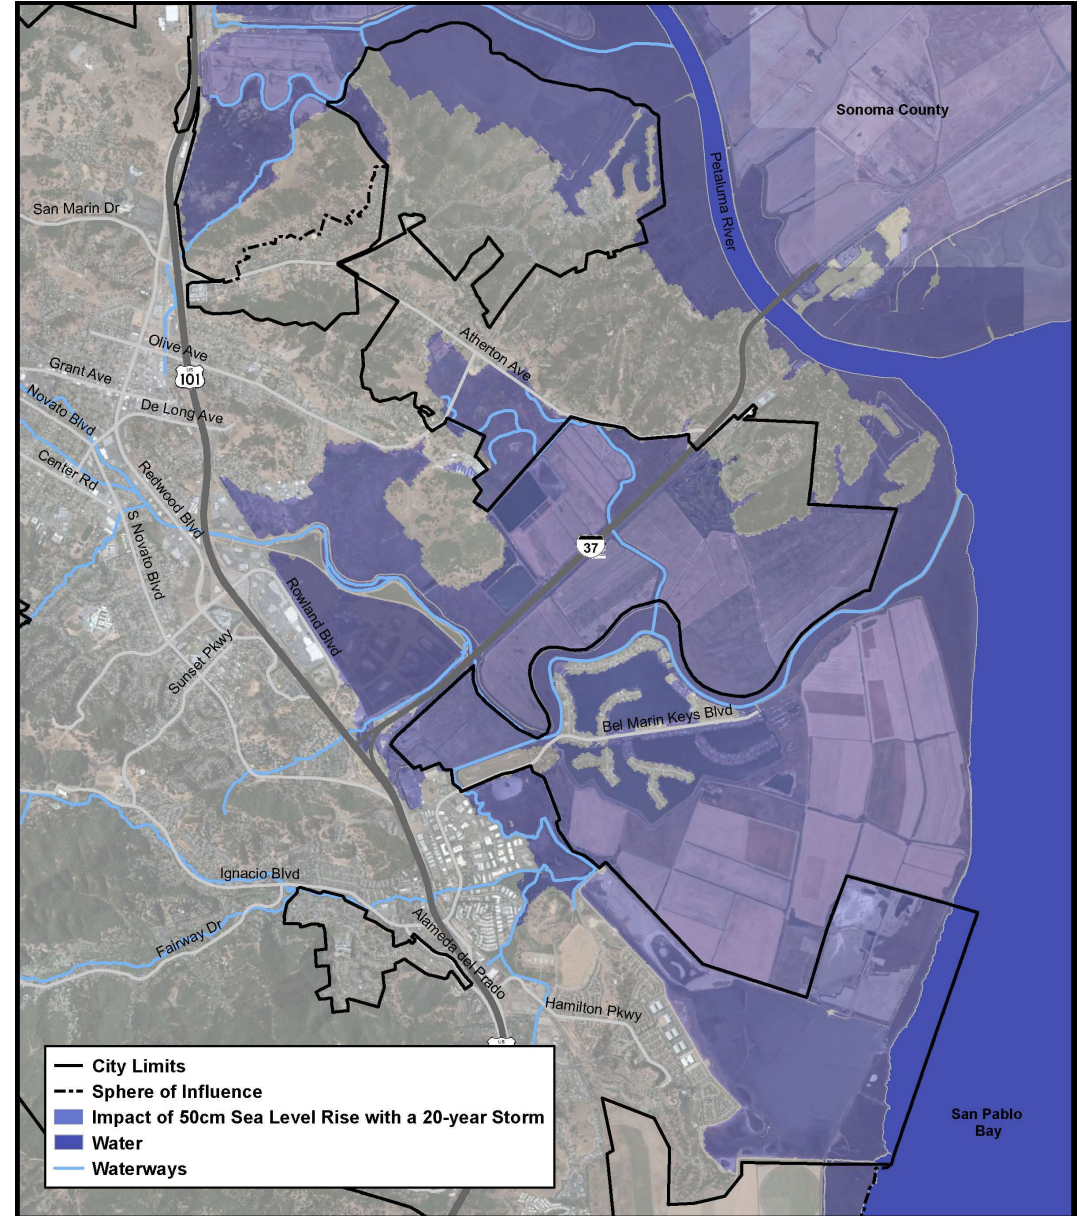 Sonoma County
Petaluma River
San Marin Dr
Atherton Ave
Olive Ave
US
101
Grant Ave
De Long Ave
Novato Blvd
Center Rd
Redwood Blvd
S Novato Blvd
37
Rowland Blvd
Sunset Pkwy
Bel Marin Keys Blvd
Ignacio Blvd
Fairway Dr
Alameda del Prado
Hamilton Pkwy
US
San Pablo
Bay
City Limits
Sphere of Influence
Impact of 50cm Sea Level Rise with a 20-year Storm
Water
Waterways